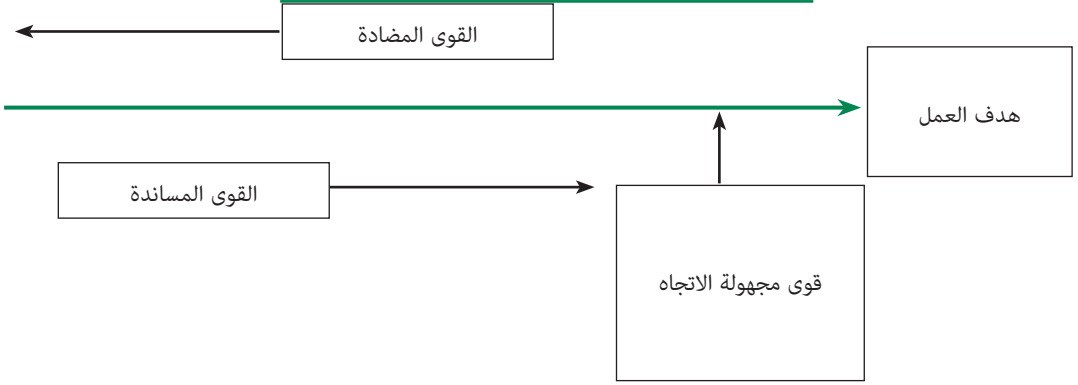 القوى المضادة
هدف العمل
القوى المساندة
قوى مجهولة الاتجاه